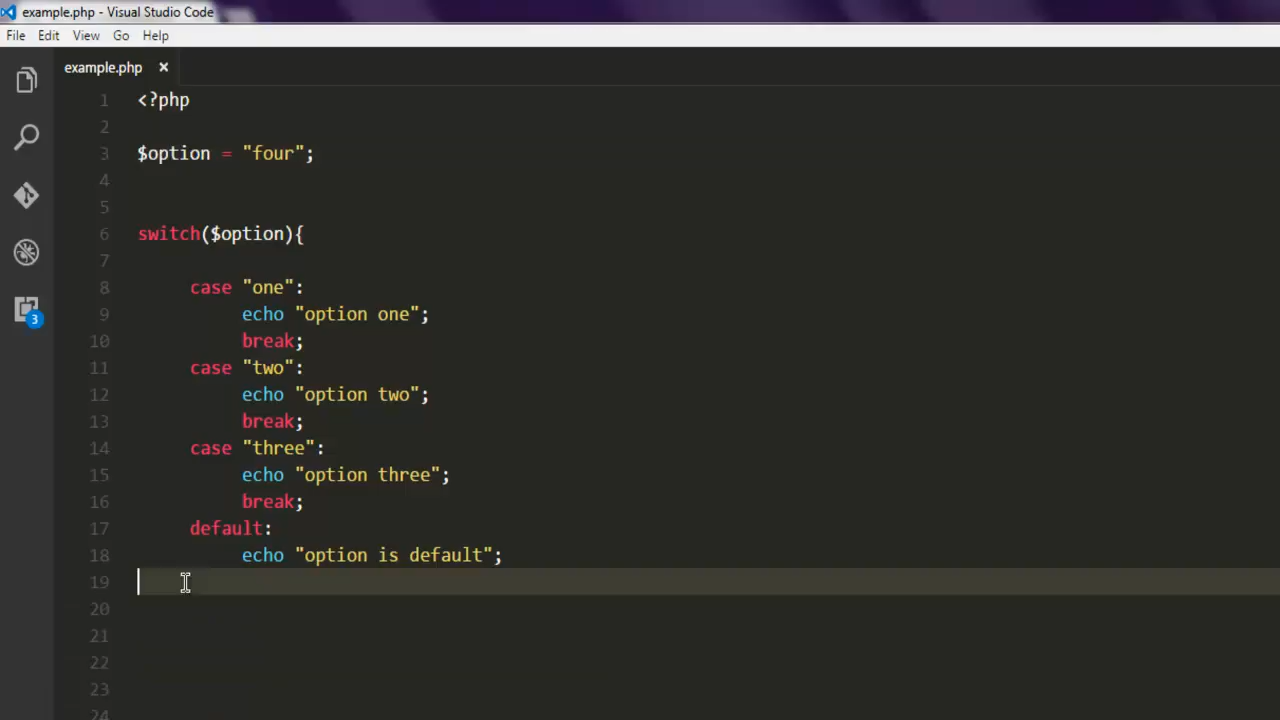 example.php - Visual Studio Code
File Edit View Go Help
example.php ×
1 <?php
2
3 $option = "four";
4
5
6 switch($option){
7
8 case "one":
9 echo "option one";
10 break;
11 case "two":
12 echo "option two";
13 break;
14 case "three":
15 echo "option three";
16 break;
17 default:
18 echo "option is default";
19
20
21
22
23
24
3